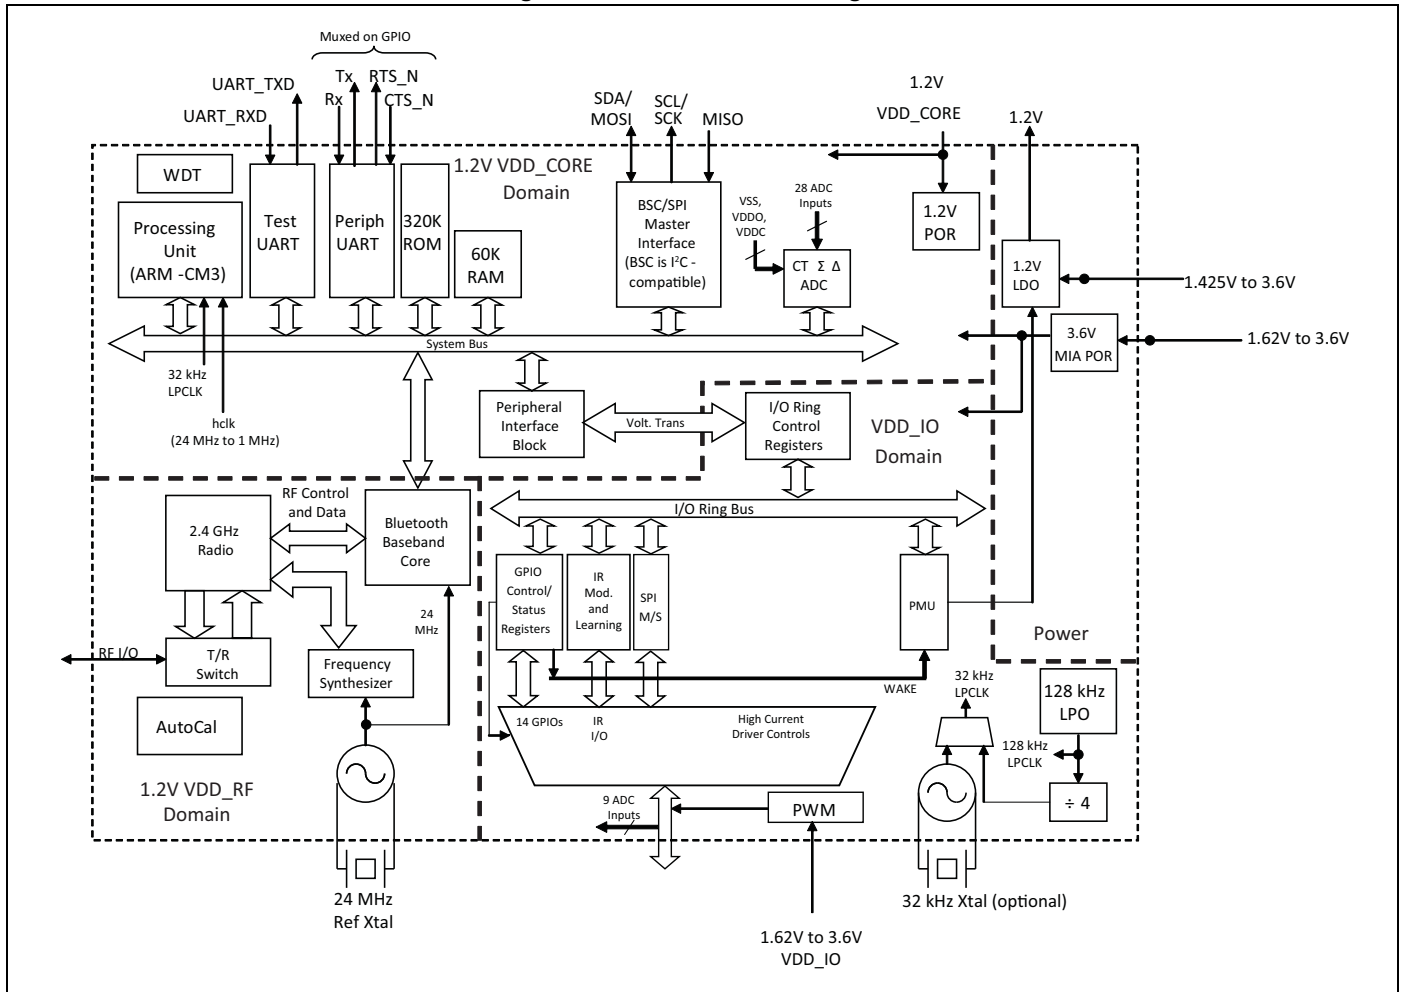 Muxed on GPIO
UART_TXD
UART_RXD
Tx
RTS_N
Rx
CTS_N
SDA/
MOSI
SCL/
SCK
MISO
1.2V
VDD_CORE
1.2V
WDT
1.2V VDD_CORE
Domain
Processing
Unit
(ARM -CM3)
Test
UART
Periph
UART
320K
ROM
60K
RAM
BSC/SPI
Master
Interface
(BSC is I²C -
compatible)
VSS,
VDDO,
VDDC
28 ADC
Inputs
CT Σ Δ
ADC
1.2V
POR
1.2V
LDO
1.425V to 3.6V
3.6V
MIA POR
1.62V to 3.6V
System Bus
32 kHz
LPCLK
hclk
(24 MHz to 1 MHz)
Peripheral
Interface
Block
Volt. Trans
I/O Ring
Control
Registers
VDD_IO
Domain
2.4 GHz
Radio
RF Control
and Data
Bluetooth
Baseband
Core
I/O Ring Bus
GPIO
Control/
Status
Registers
IR
Mod.
and
Learning
SPI
M/S
PMU
Power
24
MHz
RF I/O
T/R
Switch
Frequency
Synthesizer
AutoCal
1.2V VDD_RF
Domain
WAKE
14 GPIOs
IR
I/O
High Current
Driver Controls
32 kHz
LPCLK
128 kHz
LPO
128 kHz
LPCLK
÷ 4
9 ADC
Inputs
PWM
24 MHz
Ref Xtal
32 kHz Xtal (optional)
1.62V to 3.6V
VDD_IO